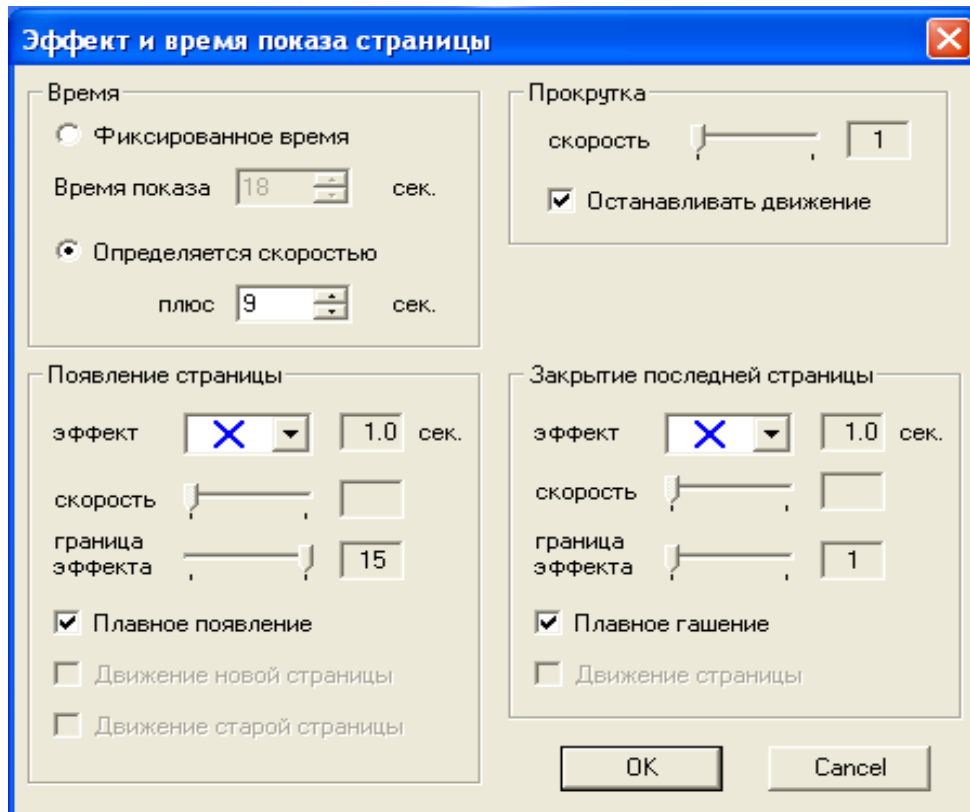 Эффект и время показа страницы
Время
Фиксированное время
Время показа 18 сек.
Определяется скоростью
плюс 9 сек.
Прокрутка
скорость 1
Останавливать движение
Появление страницы
эффект 1.0 сек.
скорость
граница
эффекта 15
Плавное появление
Движение новой страницы
Движение старой страницы
Закрытие последней страницы
эффект 1.0 сек.
скорость
граница
эффекта 1
Плавное гашение
Движение страницы
OK Cancel